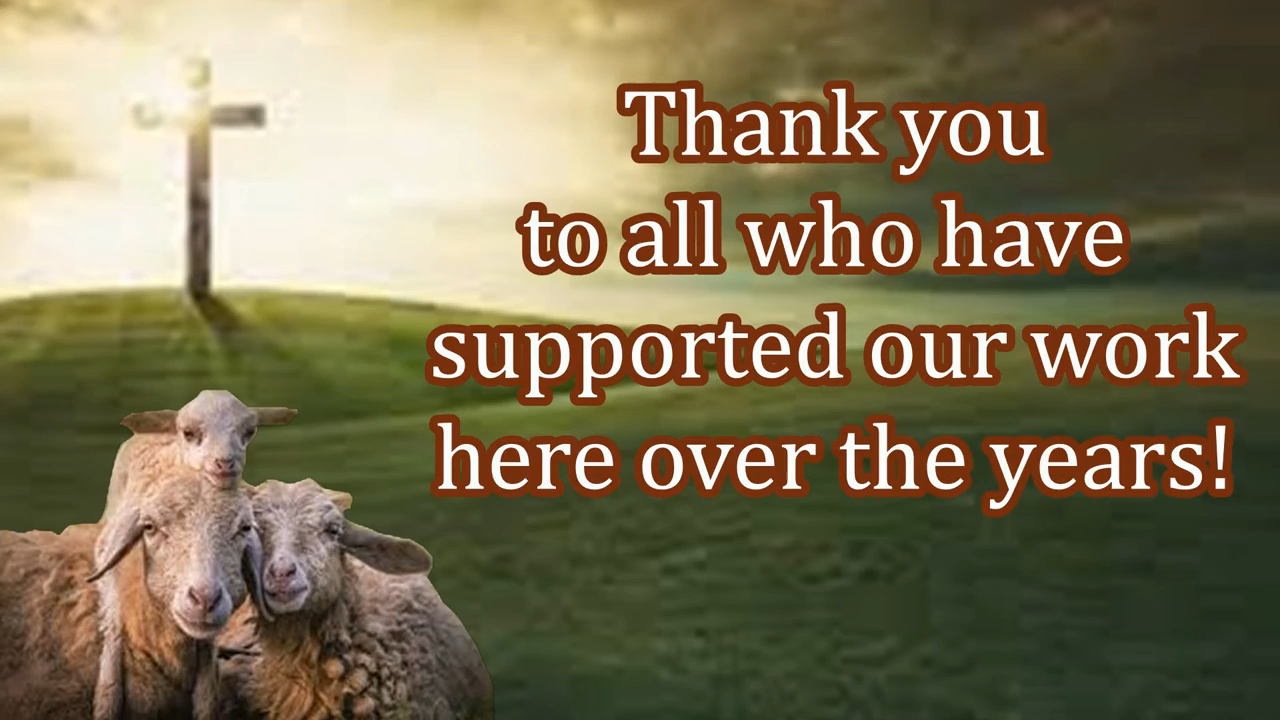 Thank you
to all who have
supported our work
here over the years!